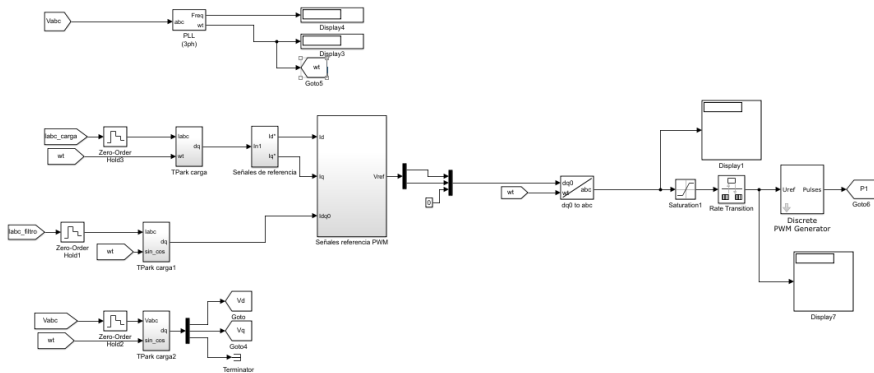 Vabc
abc
Freq
wt
PLL
(3ph)
Display4
Display3
wt
Goto5
Iabc_carga
Zero-Order
Hold3
wt
Iabc
wt
dq
TPark carga
In1
Id*
Iq*
Señales de referencia
Id
Iq
Idq0
Vref
Señales referencia PWM
0
wt
dq0
wt
abc
dq0 to abc
Display1
Saturation1
Rate Transition
Uref
Pulses
Discrete
PWM Generator
P1
Goto6
Display7
Iabc_filtro
Zero-Order
Hold1
wt
Iabc
sin_cos
dq
TPark carga1
Vabc
Zero-Order
Hold2
wt
Vabc
sin_cos
dq
TPark carga2
Vd
Goto
Vq
Goto4
Terminator